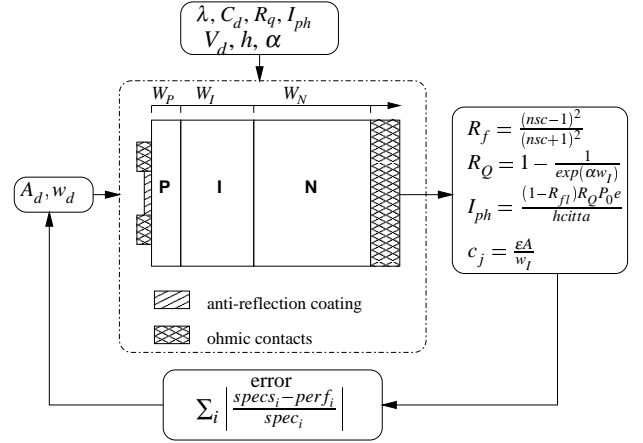 λ, C_d, R_q, I_ph
V_d, h, α
W_P W_I W_N
P I N
A_d, w_d
anti-reflection coating
ohmic contacts
R_f = (nsc−1)^2/(nsc+1)^2
R_Q = 1 − 1/exp(αw_I)
I_ph = (1−R_fl)R_Q P_0 e/hcitta
c_j = εA/w_I
error
∑_i |specs_i−perf_i/spec_i|